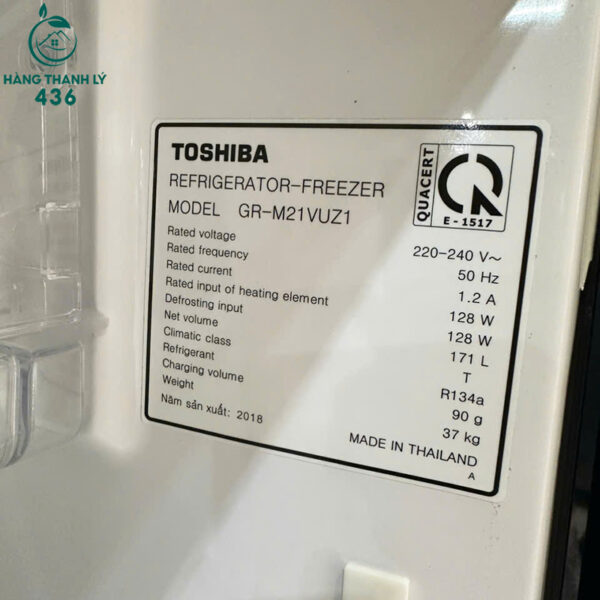 HÀNG THANH LÝ
436
TOSHIBA
REFRIGERATOR-FREEZER
MODEL GR-M21VUZ1
QUACERT
E - 1517
Rated voltage 220-240 V~
Rated frequency 50 Hz
Rated current 1.2 A
Rated input of heating element 128 W
Defrosting input 128 W
Net volume 171 L
Climatic class T
Refrigerant R134a
Charging volume 90 g
Weight 37 kg
Năm sản xuất: 2018
MADE IN THAILAND
A